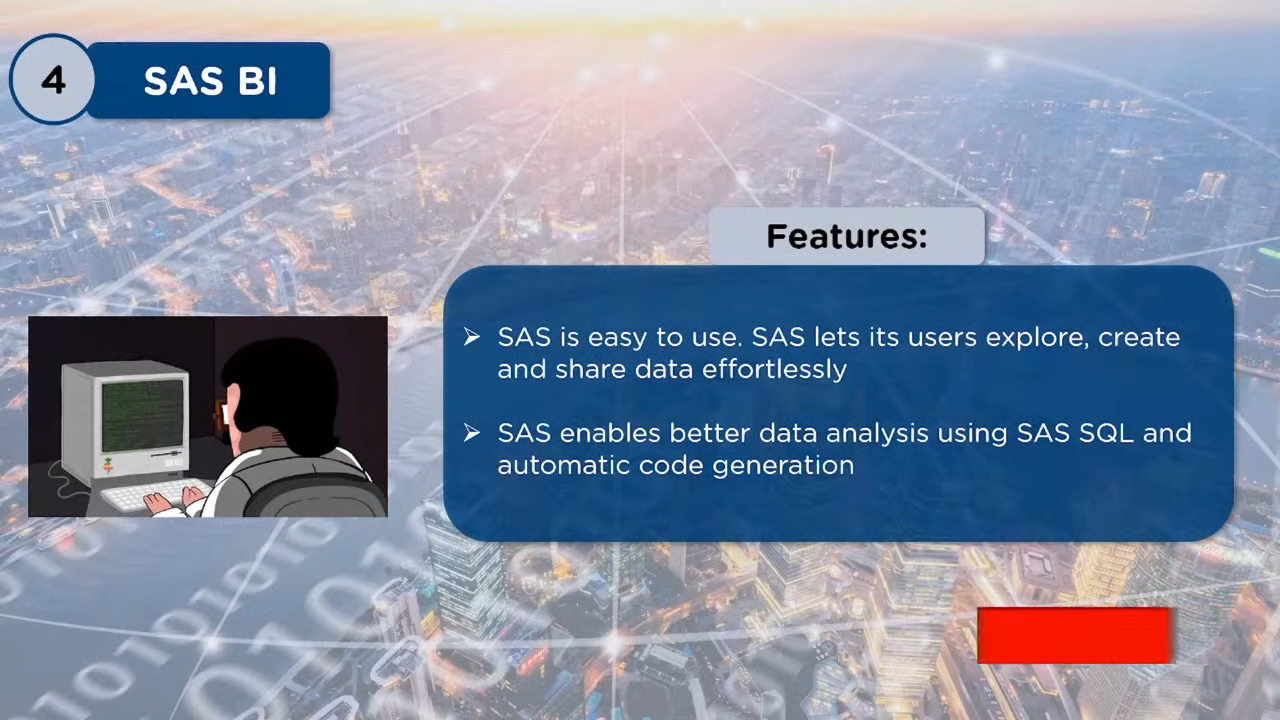 4
SAS BI
Features:
➢ SAS is easy to use. SAS lets its users explore, create
and share data effortlessly
➢ SAS enables better data analysis using SAS SQL and
automatic code generation